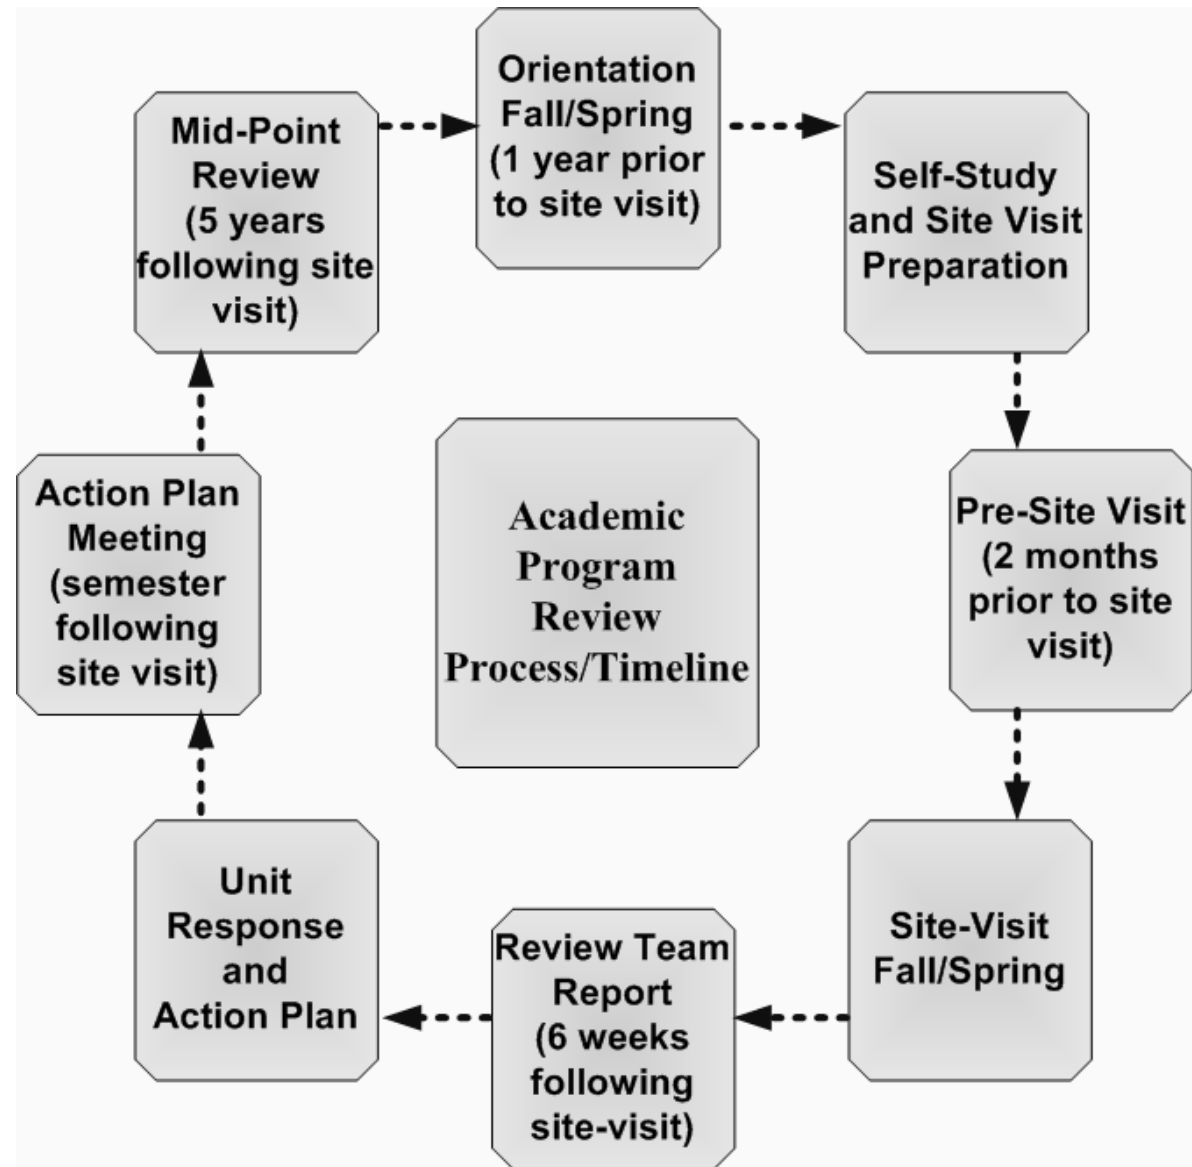 Orientation
Fall/Spring
(1 year prior
to site visit)
Self-Study
and Site Visit
Preparation
Pre-Site Visit
(2 months
prior to site
visit)
Site-Visit
Fall/Spring
Review Team
Report
(6 weeks
following
site-visit)
Unit
Response
and
Action Plan
Action Plan
Meeting
(semester
following
site visit)
Mid-Point
Review
(5 years
following site
visit)
Academic
Program
Review
Process/Timeline